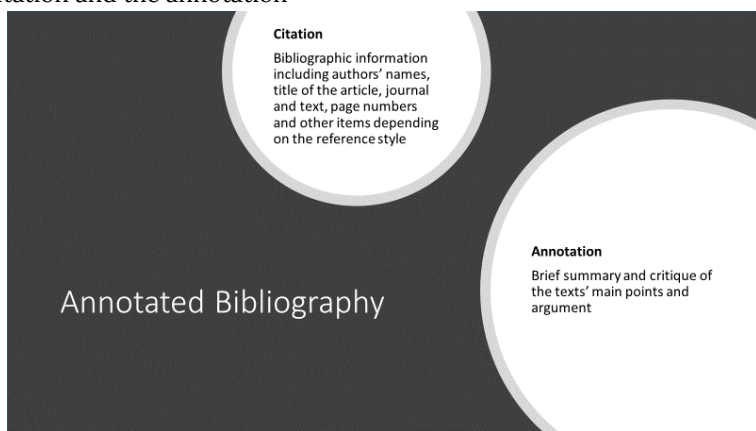 and the annotation
Citation
Bibliographic information
including authors’ names,
title of the article, journal
and text, page numbers
and other items depending
on the reference style
Annotation
Brief summary and critique of
the texts’ main points and
argument
Annotated Bibliography